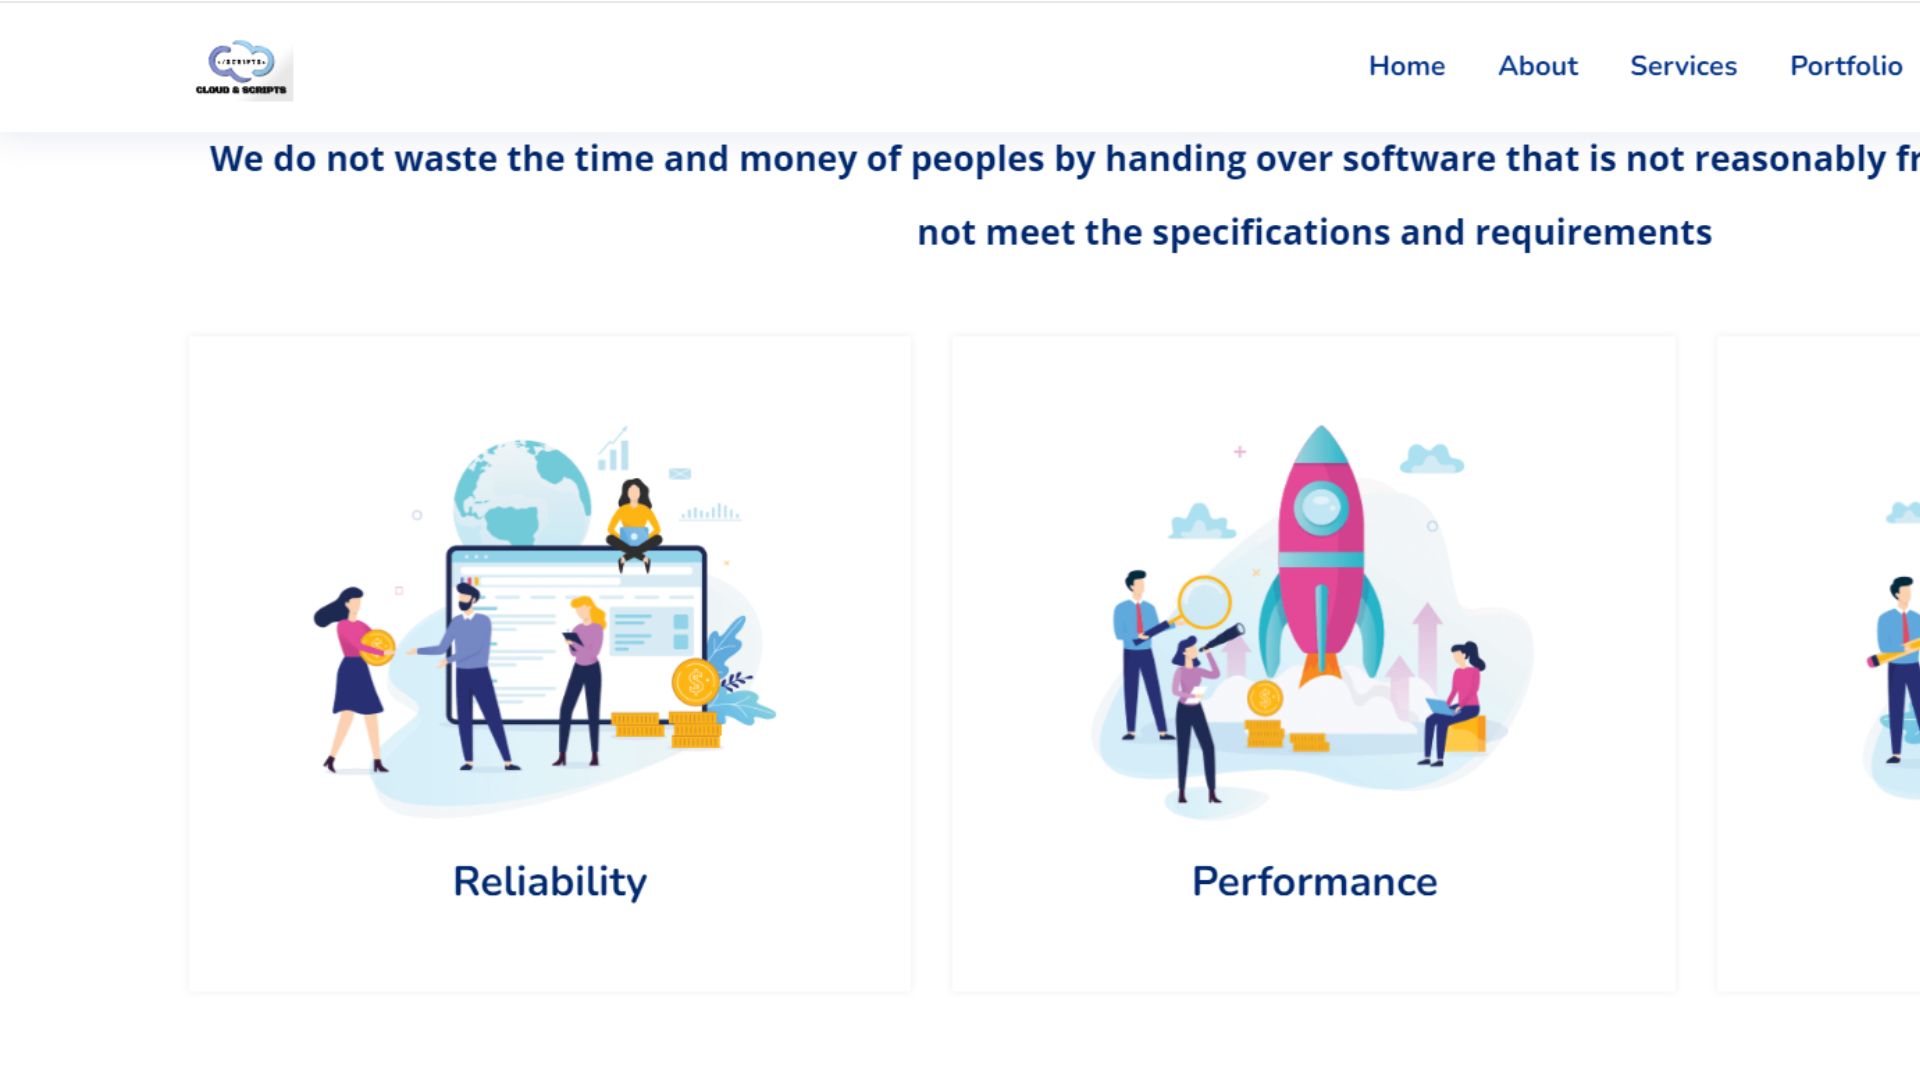 </SCRIPTS>
CLOUD & SCRIPTS
Home About Services Portfolio
We do not waste the time and money of peoples by handing over software that is not reasonably fr
not meet the specifications and requirements
Reliability
Performance